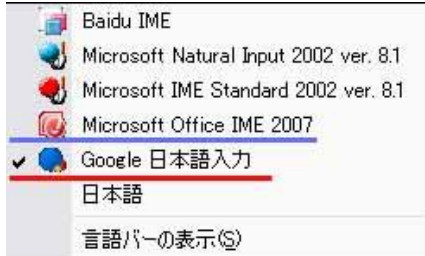 Baidu IME
Microsoft Natural Input 2002 ver. 8.1
Microsoft IME Standard 2002 ver. 8.1
Microsoft Office IME 2007
Google 日本語入力
日本語
言語バーの表示(S)